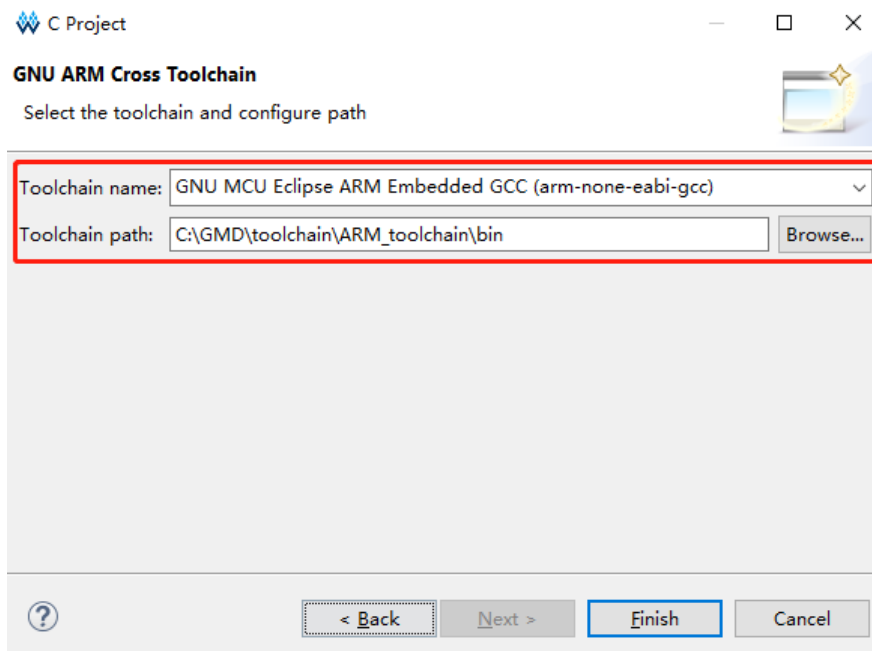 C Project
GNU ARM Cross Toolchain
Select the toolchain and configure path
Toolchain name: GNU MCU Eclipse ARM Embedded GCC (arm-none-eabi-gcc)
Toolchain path: C:\GMD\toolchain\ARM_toolchain\bin Browse...
? < Back Next > Finish Cancel